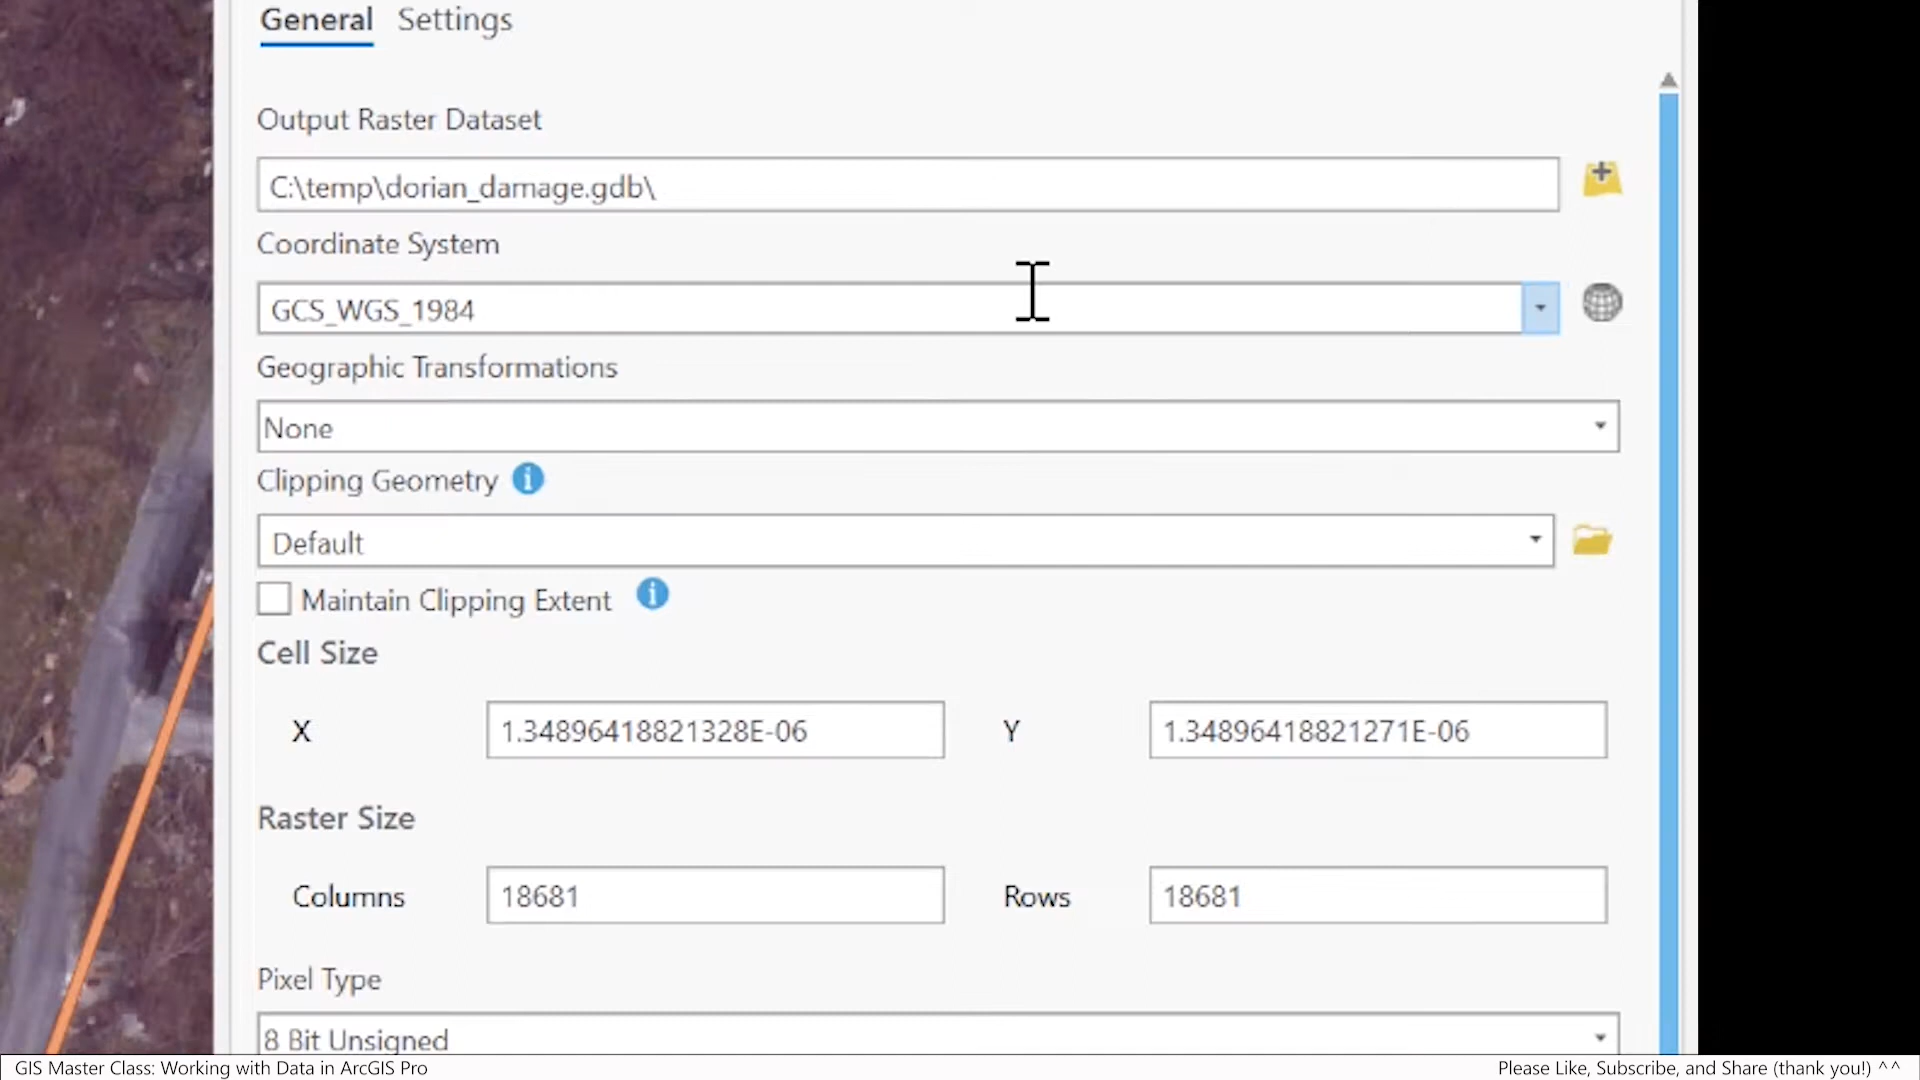 General Settings
Output Raster Dataset
C:\temp\dorian_damage.gdb\
Coordinate System
GCS_WGS_1984
Geographic Transformations
None
Clipping Geometry
Default
Maintain Clipping Extent
Cell Size
X 1.34896418821328E-06 Y 1.34896418821271E-06
Raster Size
Columns 18681 Rows 18681
Pixel Type
8 Bit Unsigned
GIS Master Class: Working with Data in ArcGIS Pro
Please Like, Subscribe, and Share (thank you!) ^^